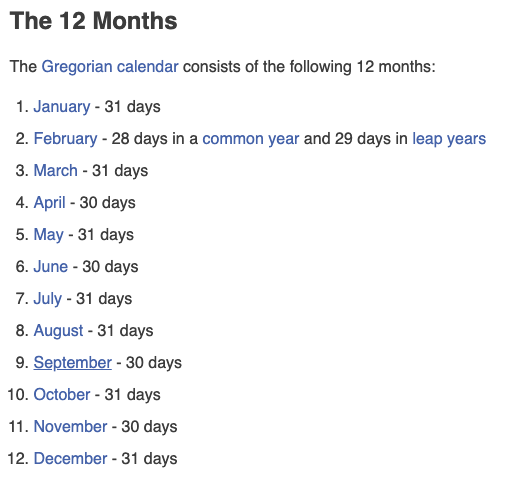 The 12 Months
The Gregorian calendar consists of the following 12 months:
1. January - 31 days
2. February - 28 days in a common year and 29 days in leap years
3. March - 31 days
4. April - 30 days
5. May - 31 days
6. June - 30 days
7. July - 31 days
8. August - 31 days
9. September - 30 days
10. October - 31 days
11. November - 30 days
12. December - 31 days